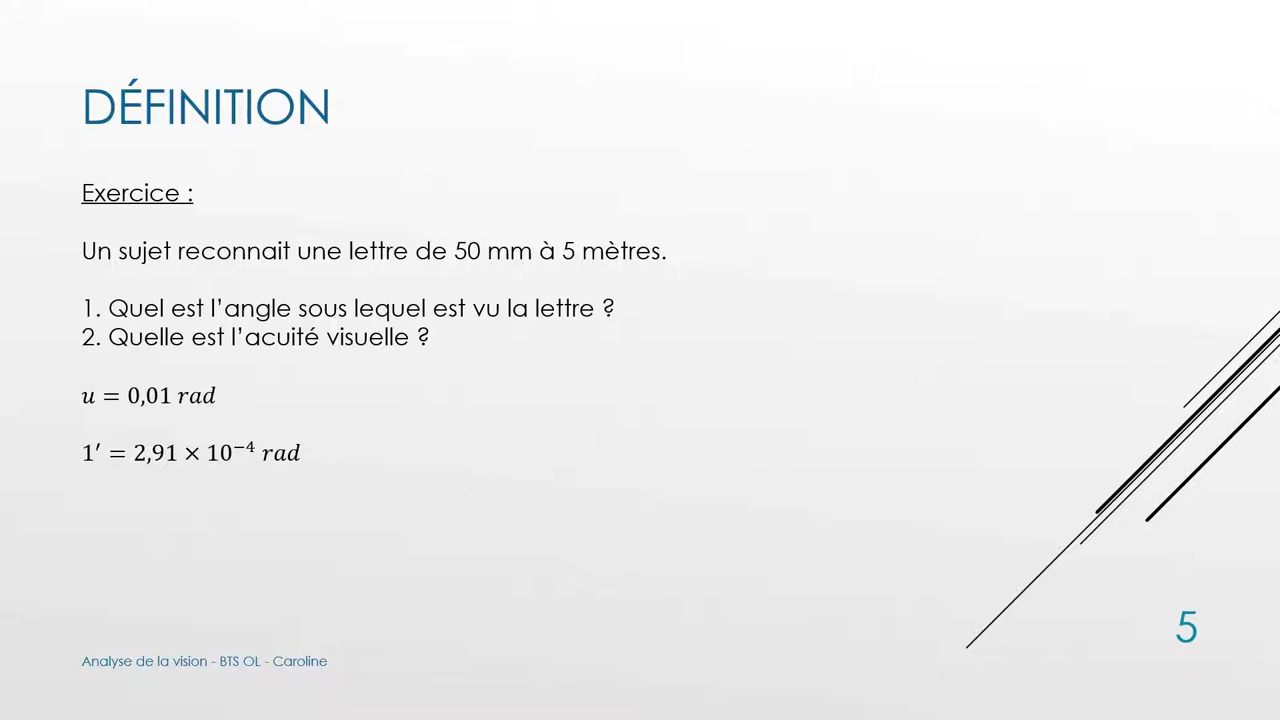 DÉFINITION
Exercice :
Un sujet reconnait une lettre de 50 mm à 5 mètres.
1. Quel est l’angle sous lequel est vu la lettre ?
2. Quelle est l’acuité visuelle ?
u = 0,01 rad
1′ = 2,91 × 10⁻⁴ rad
5
Analyse de la vision - BTS OL - Caroline